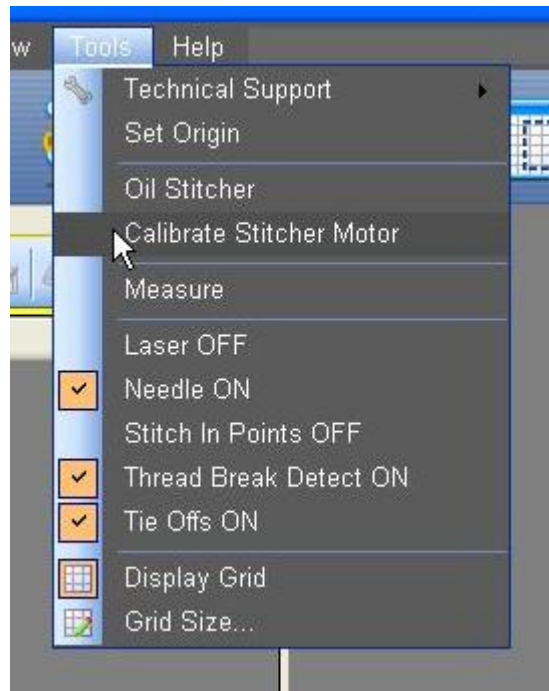 w Tools Help
Technical Support
Set Origin
Oil Stitcher
Calibrate Stitcher Motor
Measure
Laser OFF
Needle ON
Stitch In Points OFF
Thread Break Detect ON
Tie Offs ON
Display Grid
Grid Size...